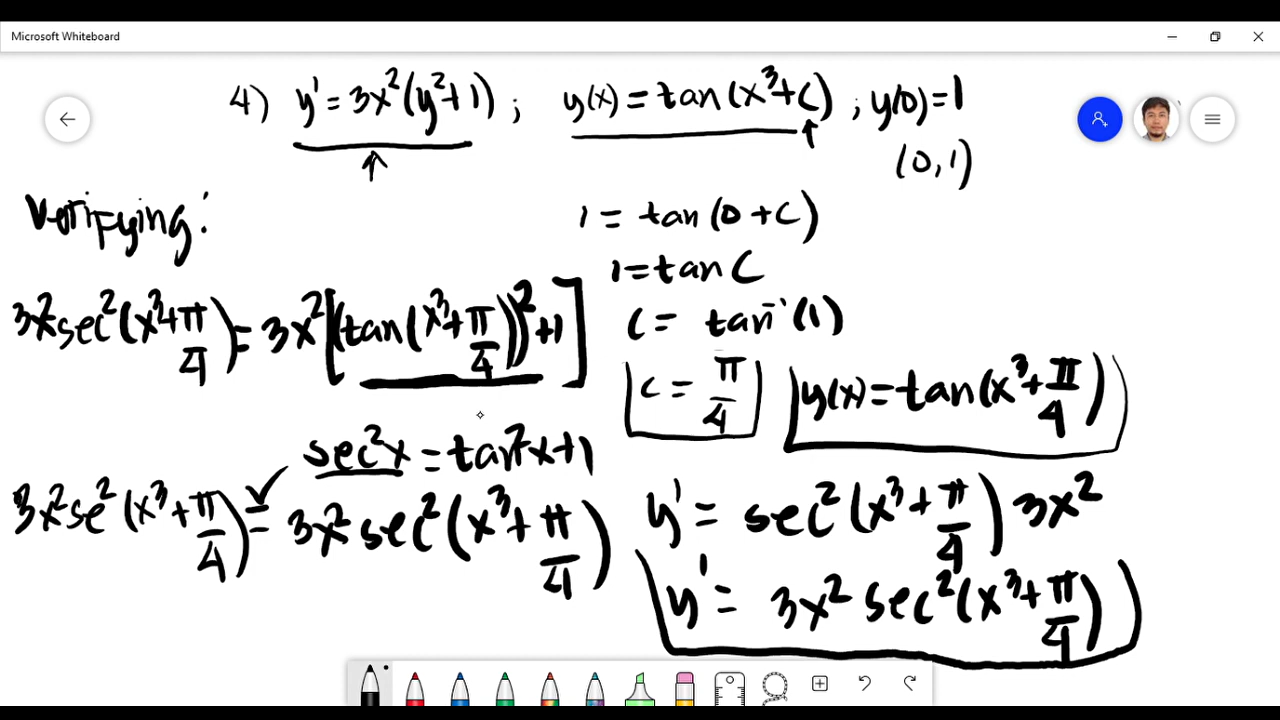 Microsoft Whiteboard
4) y' = 3x²(y²+1) ; y(x) = tan(x³+C) ; y(0)=1
(0,1)
Verifying:
3x²sec²(x³+π/4) = 3x²[(tan(x³+π/4))²+1]
sec²x = tan²x+1
3x²se²(x³+π/4) = 3x²sec²(x³+π/4)
1 = tan(0+C)
1=tan C
C = tan⁻¹(1)
C = π/4
y(x)=tan(x³+π/4)
y' = sec²(x³+π/4)3x²
y' = 3x² sec²(x³+π/4)